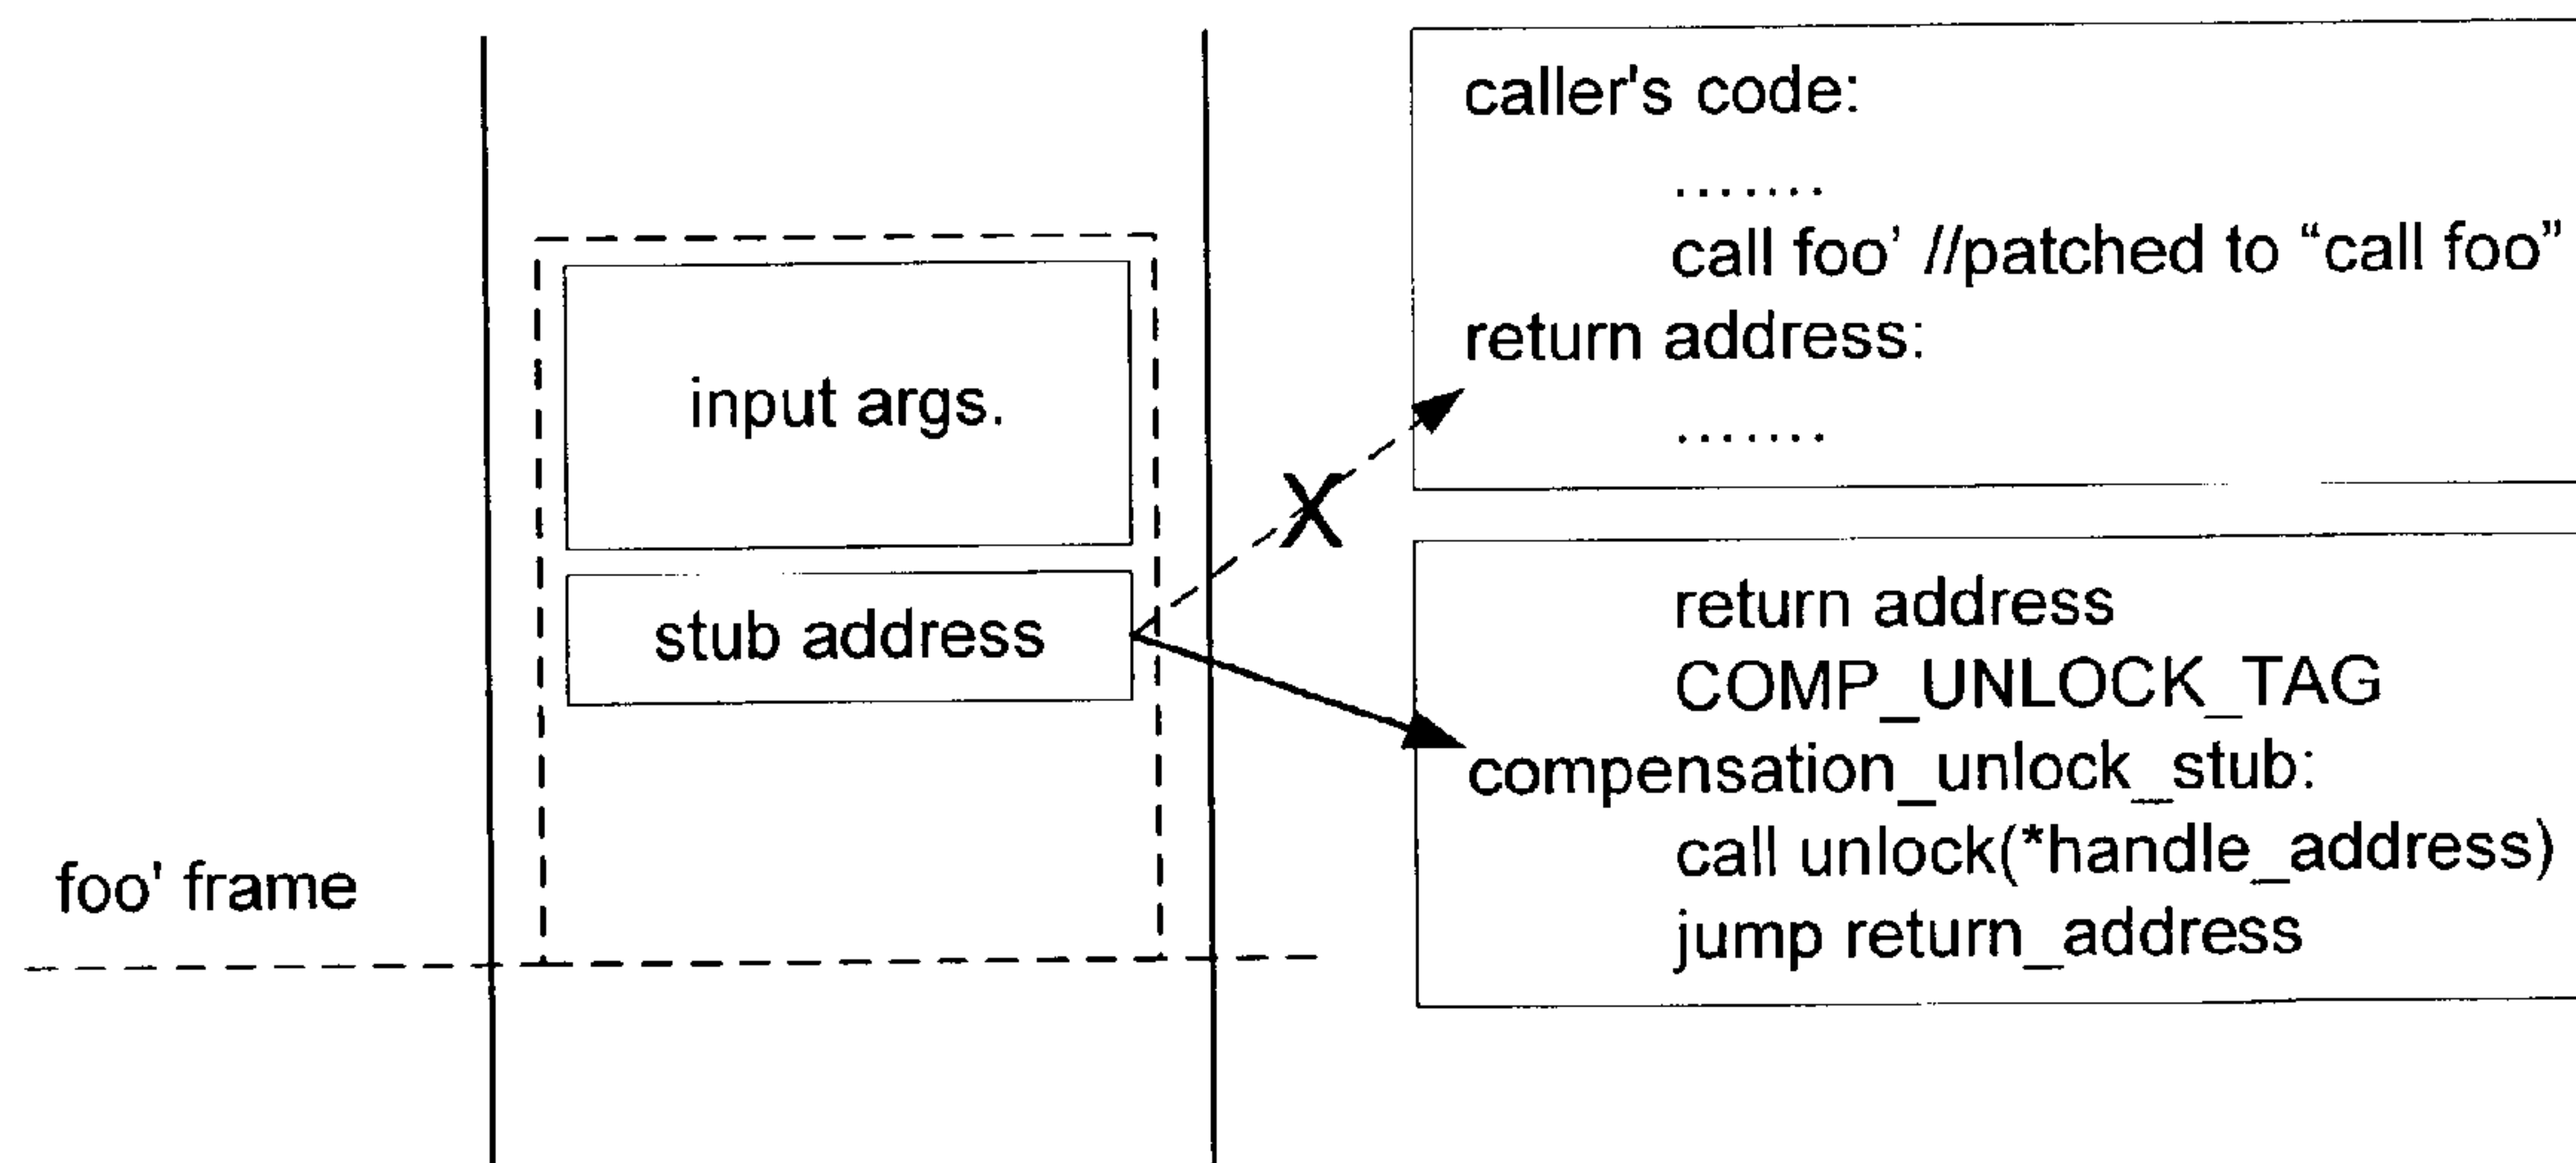 input args.
stub address
foo' frame
caller's code:
.......
call foo’ //patched to “call foo”
return address:
.......
return address
COMP_UNLOCK_TAG
compensation_unlock_stub:
call unlock(*handle_address)
jump return_address
X